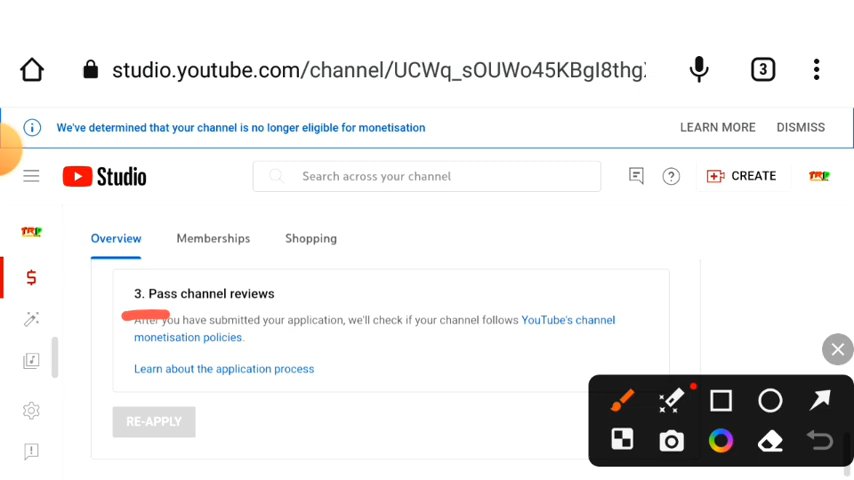 studio.youtube.com/channel/UCWq_sOUWo45KBgI8thg
3
We've determined that your channel is no longer eligible for monetisation
LEARN MORE
DISMISS
Studio
Search across your channel
CREATE
TRP
TRP
Overview
Memberships
Shopping
3. Pass channel reviews
After you have submitted your application, we'll check if your channel follows YouTube's channel
monetisation policies.
Learn about the application process
RE-APPLY